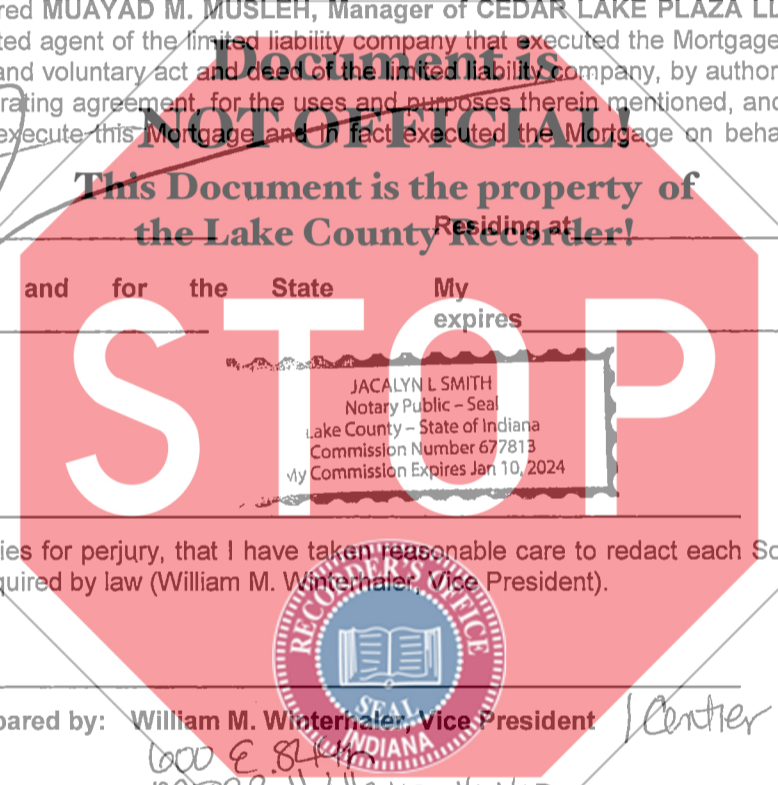 red MUAYAD M. MUSLEH, Manager of CEDAR LAKE PLAZA LL
ted agent of the limited liability company that executed the Mortgage
and voluntary act and deed of the limited liability company, by author
rating agreement, for the uses and purposes therein mentioned, and
execute this Mortgage and in fact executed the Mortgage on beha
Document is
NOT OFFICIAL!
This Document is the property of
the Lake County Recorder!
Residing at
and for the State My
expires
STOP
JACALYN L SMITH
Notary Public – Seal
Lake County – State of Indiana
Commission Number 677813
My Commission Expires Jan 10, 2024
ies for perjury, that I have taken reasonable care to redact each So
quired by law (William M. Winterhaler, Vice President).
RECORDER'S OFFICE
SEAL
INDIANA
pared by: William M. Winterhaler, Vice President / Centier
600 E. 84th